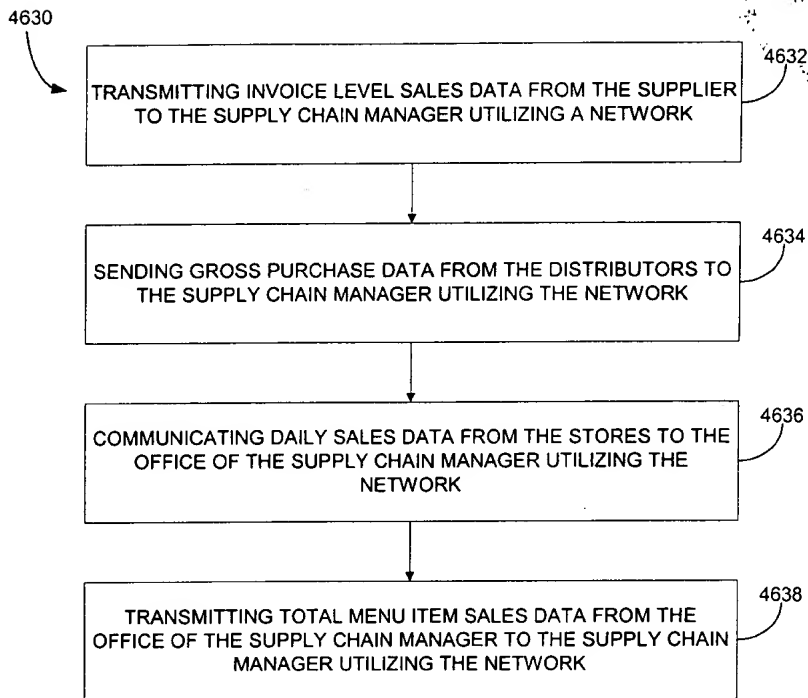 4630
4632
TRANSMITTING INVOICE LEVEL SALES DATA FROM THE SUPPLIER
TO THE SUPPLY CHAIN MANAGER UTILIZING A NETWORK
4634
SENDING GROSS PURCHASE DATA FROM THE DISTRIBUTORS TO
THE SUPPLY CHAIN MANAGER UTILIZING THE NETWORK
4636
COMMUNICATING DAILY SALES DATA FROM THE STORES TO THE
OFFICE OF THE SUPPLY CHAIN MANAGER UTILIZING THE
NETWORK
4638
TRANSMITTING TOTAL MENU ITEM SALES DATA FROM THE
OFFICE OF THE SUPPLY CHAIN MANAGER TO THE SUPPLY CHAIN
MANAGER UTILIZING THE NETWORK